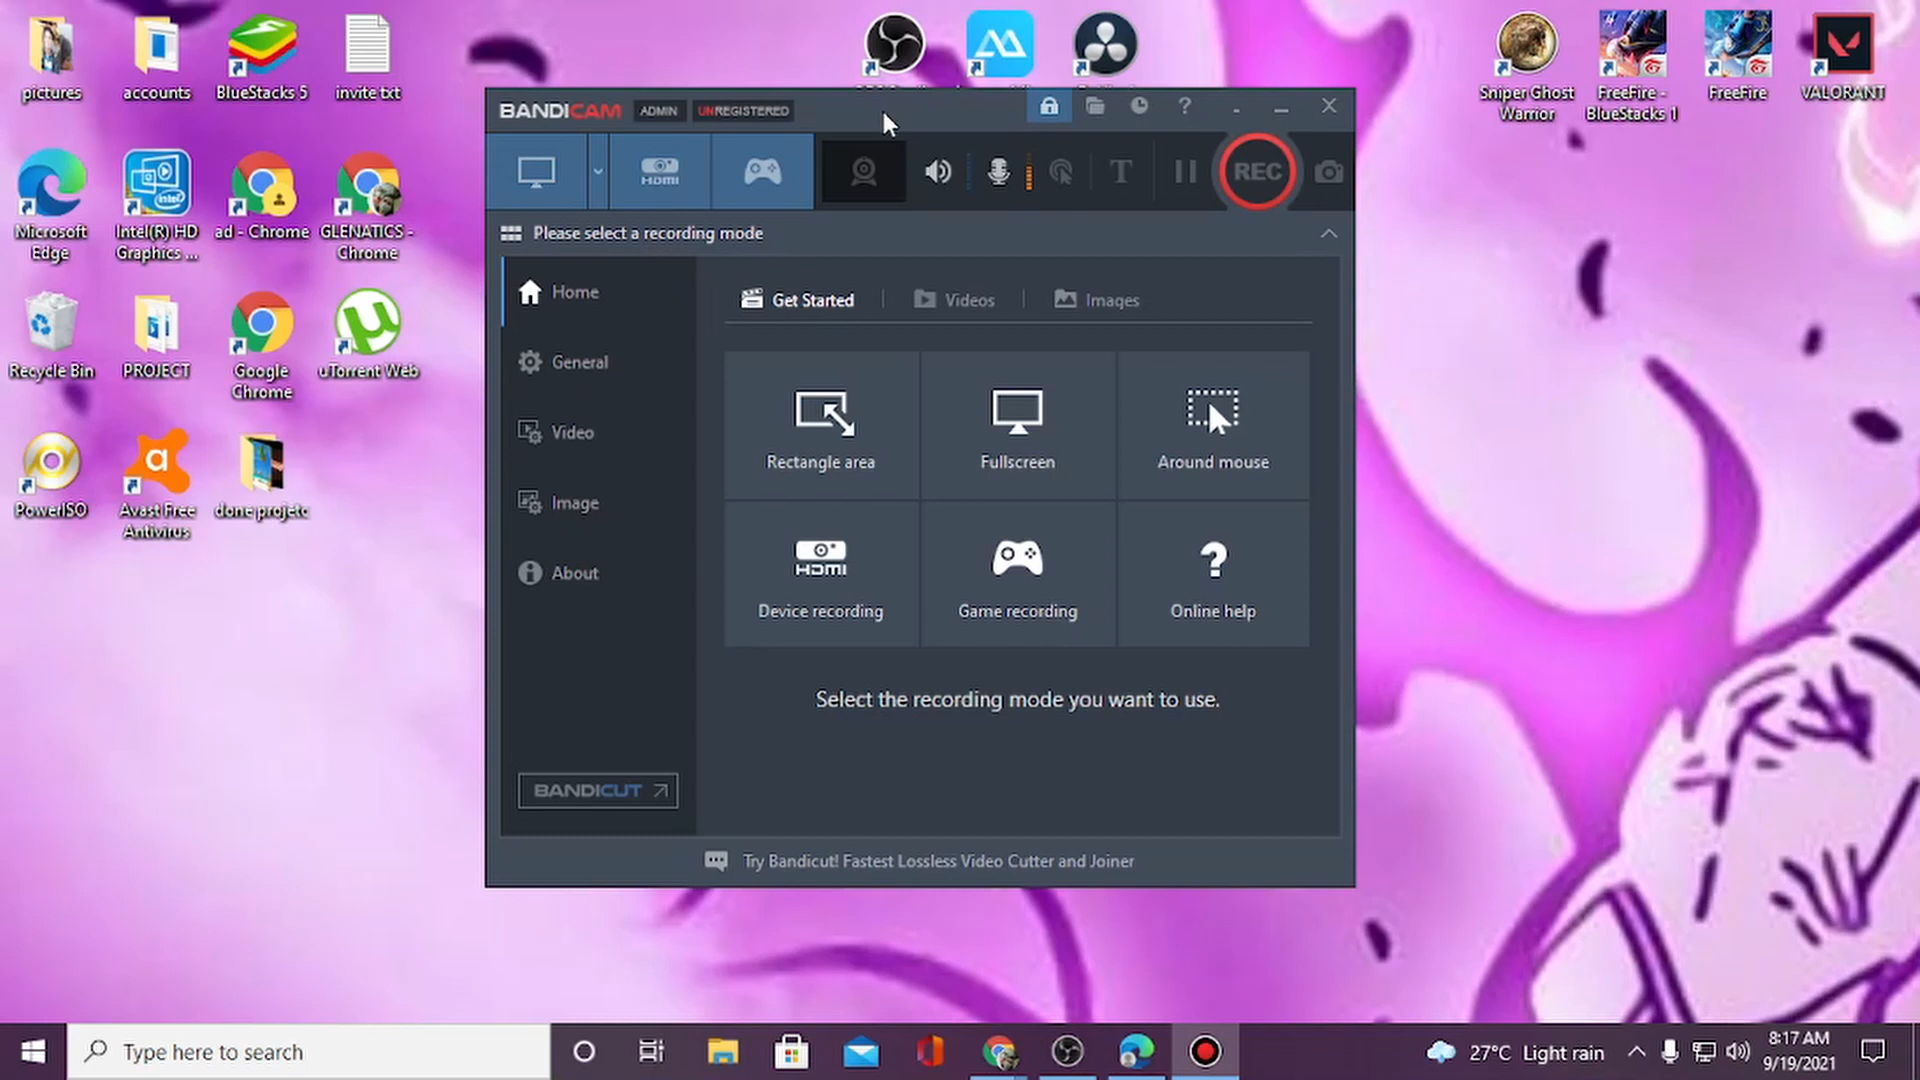 pictures
accounts
BlueStacks 5
invite txt
Sniper Ghost
Warrior
FreeFire -
BlueStacks 1
FreeFire
VALORANT
Microsoft
Edge
Intel(R) HD
Graphics ...
ad - Chrome
GLENATICS -
Chrome
Recycle Bin
PROJECT
Google
Chrome
uTorrent Web
PowerISO
Avast Free
Antivirus
done projetc
BANDICAM ADMIN UNREGISTERED
HDMI
T
REC
Please select a recording mode
Home
General
Video
Image
About
BANDICUT
Get Started
Videos
Images
Rectangle area
Fullscreen
Around mouse
HDMI
Device recording
Game recording
Online help
Select the recording mode you want to use.
Try Bandicut! Fastest Lossless Video Cutter and Joiner
Type here to search
27°C Light rain
8:17 AM
9/19/2021